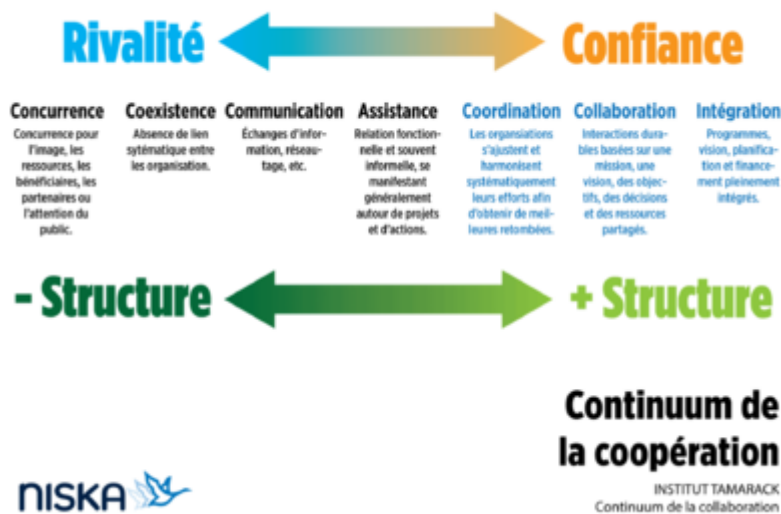 Rivalité
Confiance
Concurrence
Concurrence pour
l'image, les
ressources, les
bénéficiaires, les
partenaires ou
l'attention du
public.
Coexistence
Absence de lien
sytématique entre
les organisation.
Communication
Échanges d'infor-
mation, réseau-
tage, etc.
Assistance
Relation fonction-
nelle et souvent
informelle, se
manifestant
généralement
autour de projets
et d'actions.
Coordination
Les organsiations
s'ajustent et
harmonisent
systématiquement
leurs efforts afin
d'obtenir de meil-
leures retombées.
Collaboration
Interactions dura-
bles basées sur une
mission, une
vision, des objec-
tifs, des décisions
et des ressources
partagés.
Intégration
Programmes,
vision, planifica-
tion et finance-
ment pleinement
intégrés.
- Structure
+ Structure
Continuum de
la coopération
INSTITUT TAMARACK
Continuum de la collaboration
NISKA